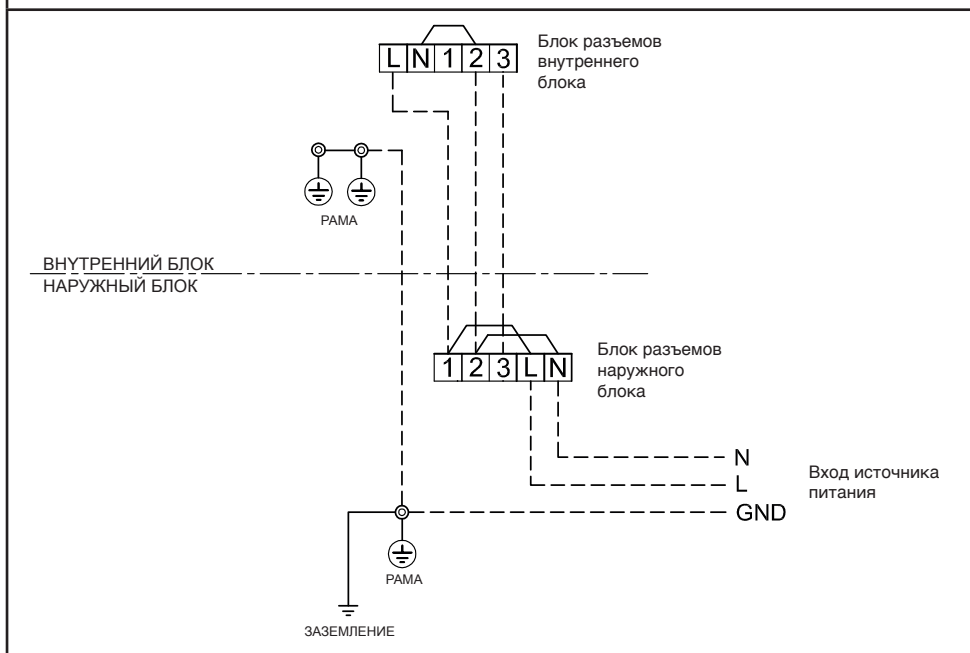 Блок разъемов
внутреннего
блока
L N 1 2 3
РАМА
ВНУТРЕННИЙ БЛОК
НАРУЖНЫЙ БЛОК
Блок разъемов
наружного
блока
1 2 3 L N
N
L
GND
Вход источника
питания
РАМА
ЗАЗЕМЛЕНИЕ